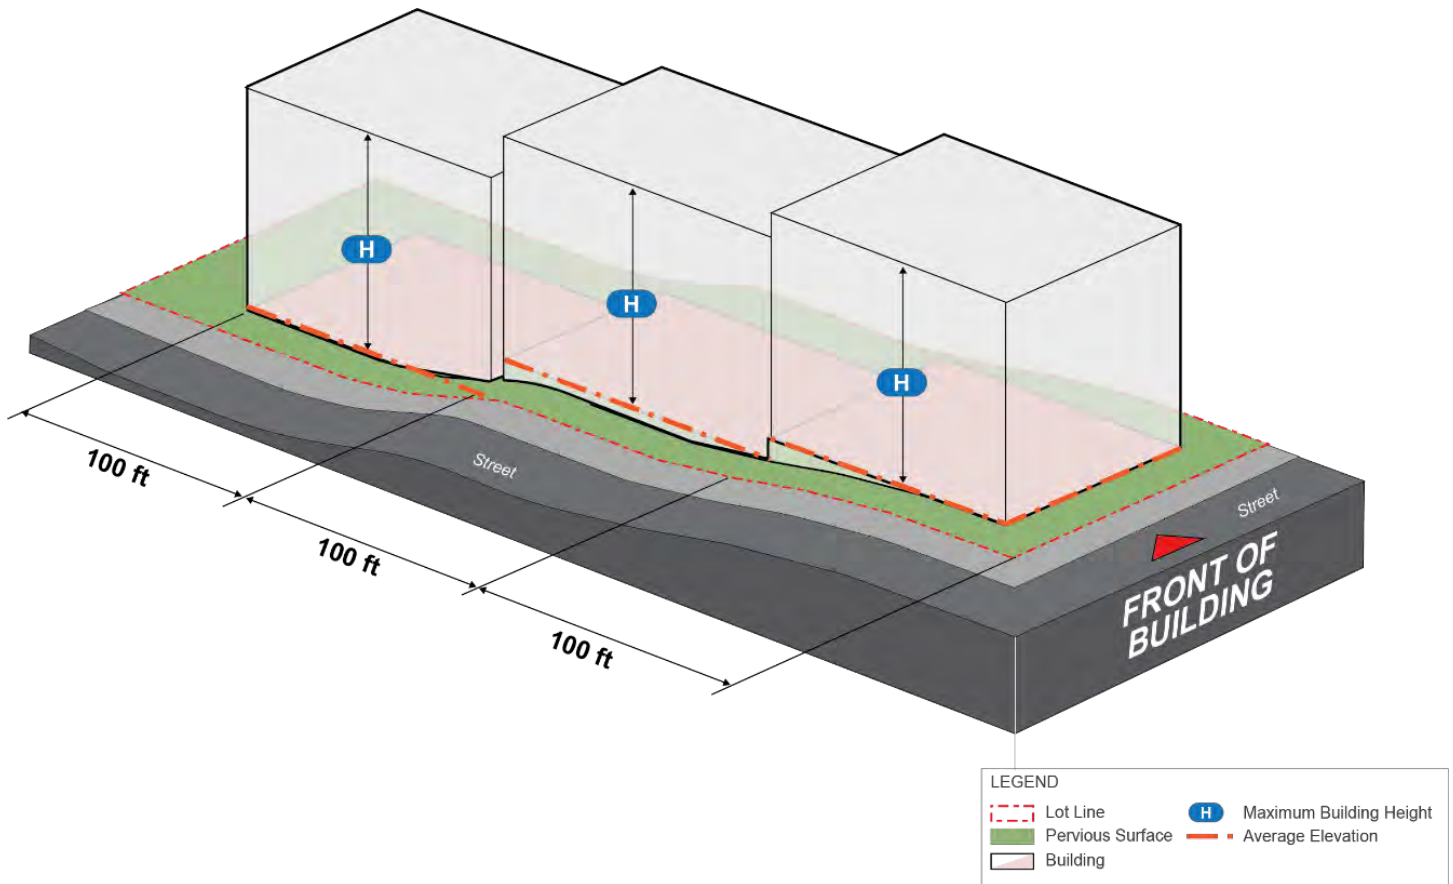 H
H
H
100 ft
Street
100 ft
100 ft
Street
FRONT OF
BUILDING
LEGEND
Lot Line
H Maximum Building Height
Pervious Surface
Average Elevation
Building